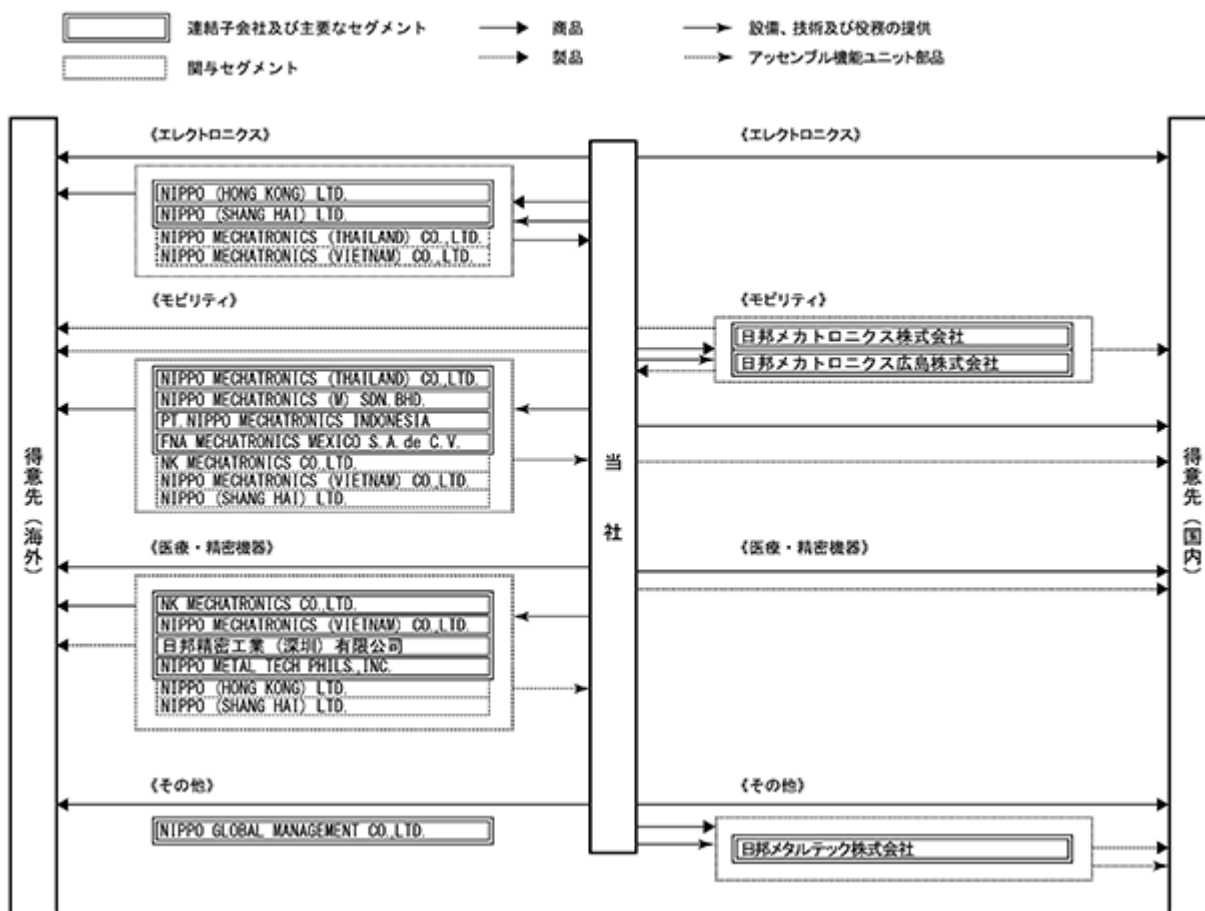 連結子会社及び主要なセグメント
商品
設備、技術及び役務の提供
関与セグメント
製品
アッセンブル機能ユニット部品
《エレクトロニクス》
《エレクトロニクス》
NIPPO (HONG KONG) LTD.
NIPPO (SHANG HAI) LTD.
NIPPO MECHATRONICS (THAILAND) CO.,LTD.
NIPPO MECHATRONICS (VIETNAM) CO.,LTD.
《モビリティ》
《モビリティ》
日邦メカトロニクス株式会社
日邦メカトロニクス広島株式会社
NIPPO MECHATRONICS (THAILAND) CO.,LTD.
NIPPO MECHATRONICS (M) SDN.BHD.
PT.NIPPO MECHATRONICS INDONESIA
FNA MECHATRONICS MEXICO S.A.de C.V.
NK MECHATRONICS CO.,LTD.
NIPPO MECHATRONICS (VIETNAM) CO.,LTD.
NIPPO (SHANG HAI) LTD.
得意先（海外）
当社
得意先（国内）
《医療・精密機器》
《医療・精密機器》
NK MECHATRONICS CO.,LTD.
NIPPO MECHATRONICS (VIETNAM) CO.,LTD.
日邦精密工業（深圳）有限公司
NIPPO METAL TECH PHILS.,INC.
NIPPO (HONG KONG) LTD.
NIPPO (SHANG HAI) LTD.
《その他》
《その他》
NIPPO GLOBAL MANAGEMENT CO.,LTD.
日邦メタルテック株式会社